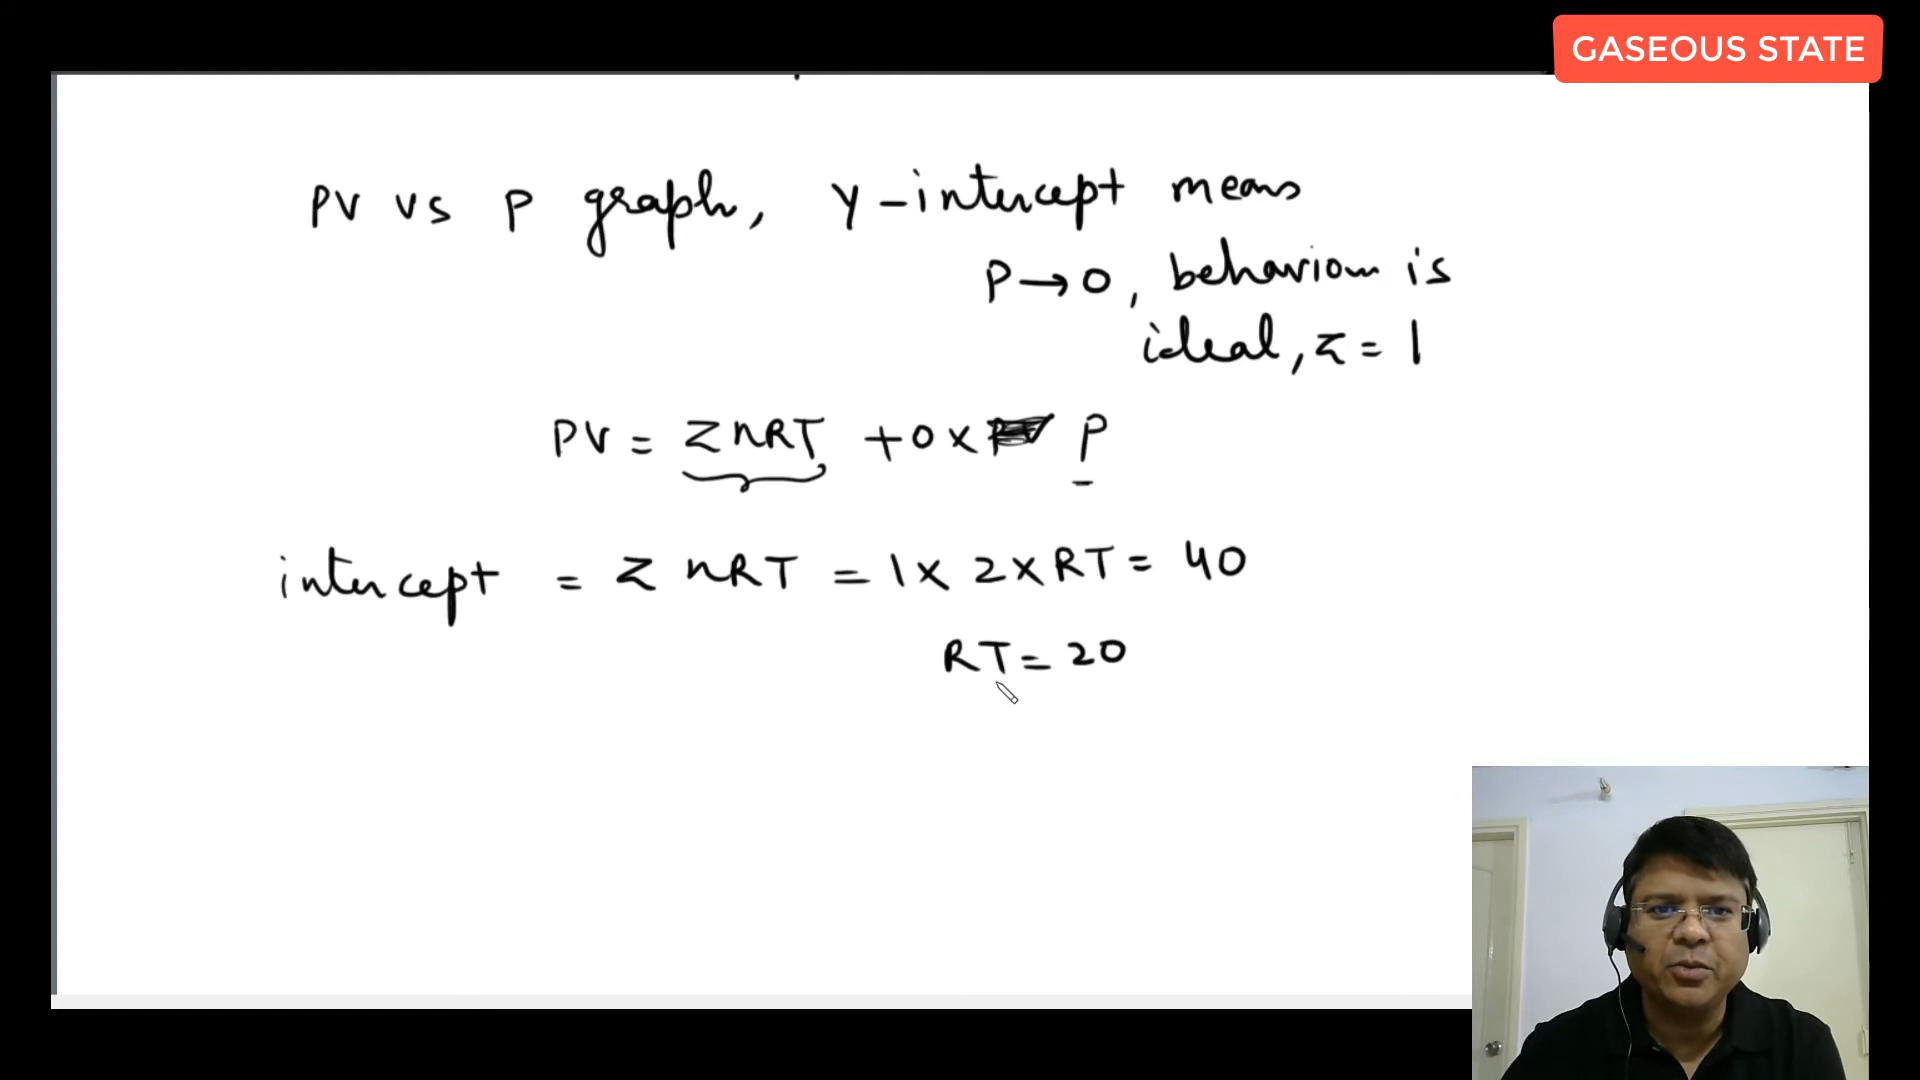 GASEOUS STATE
PV vs P graph, Y-intercept means
P → 0, behaviour is
ideal, Z = 1
PV = ZnRT + 0 × P
intercept = Z nRT = 1 × 2 × RT = 40
RT = 20